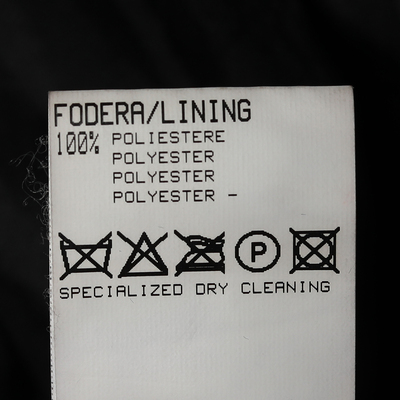 FODERA/LINING
100% POLIESTERE
POLYESTER
POLYESTER
POLYESTER -
P
SPECIALIZED DRY CLEANING